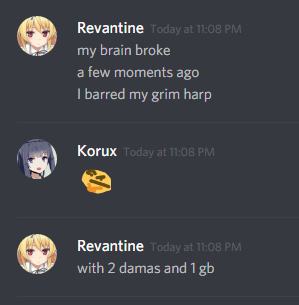 Revantine Today at 11:08 PM
my brain broke
a few moments ago
I barred my grim harp
Korux Today at 11:08 PM
Revantine Today at 11:08 PM
with 2 damas and 1 gb